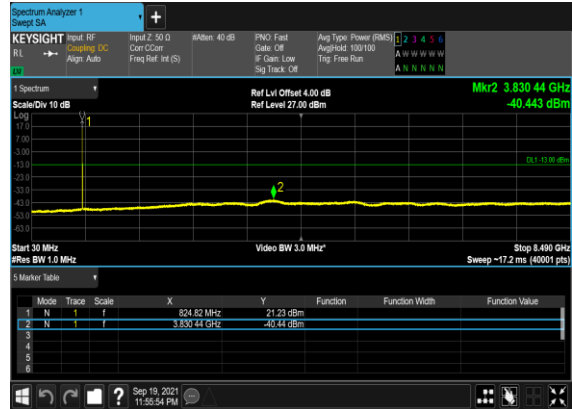 Spectrum Analyzer 1
Swept SA
+
KEYSIGHT Input: RF Input Z: 50 Ω #Atten: 40 dB PNO: Fast Avg Type: Power (RMS) 1 2 3 4 5 6
RL Coupling: DC Corr CCorr Gate: Off Avg|Hold: 100/100 A W W W W W
Align: Auto Freq Ref: Int (S) IF Gain: Low Trig: Free Run
Sig Track: Off A N N N N N
1 Spectrum Ref Lvl Offset 4.00 dB Mkr2 3.830 44 GHz
Scale/Div 10 dB Ref Level 27.00 dBm -40.443 dBm
Log
17.0
1
7.00
-3.00
-13.0 DL1 -13.00 dBm
-23.0
-33.0
2
-43.0
-53.0
-63.0
Start 30 MHz Video BW 3.0 MHz* Stop 8.490 GHz
#Res BW 1.0 MHz Sweep ~17.2 ms (40001 pts)
5 Marker Table
Mode Trace Scale X Y Function Function Width Function Value
1 N 1 f 824.82 MHz 21.23 dBm
2 N 1 f 3.830 44 GHz -40.44 dBm
3
4
5
6
? Sep 19, 2021
11:55:54 PM